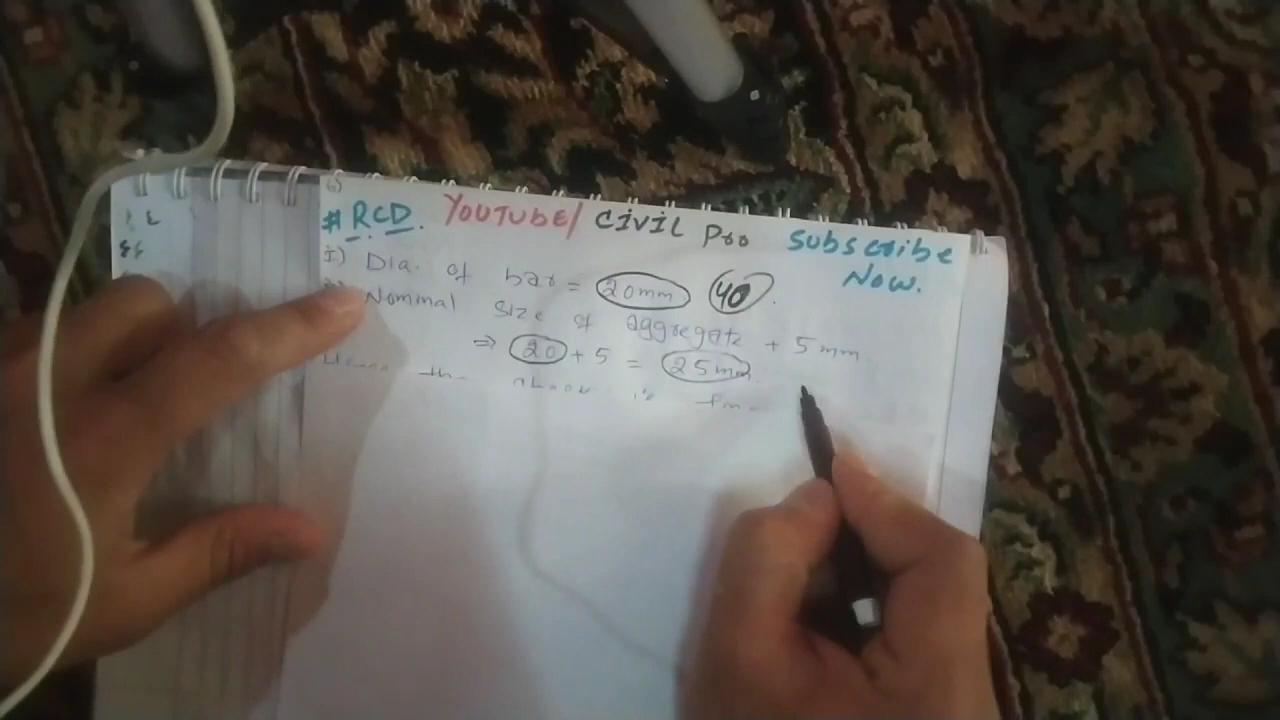 # RCD. YOUTUBE/ CiViL Pro Subscribe Now.
i) Dia. of bar = 20mm 40.
Nominal size of aggregate + 5mm
⇒ 20 + 5 = 25mm.